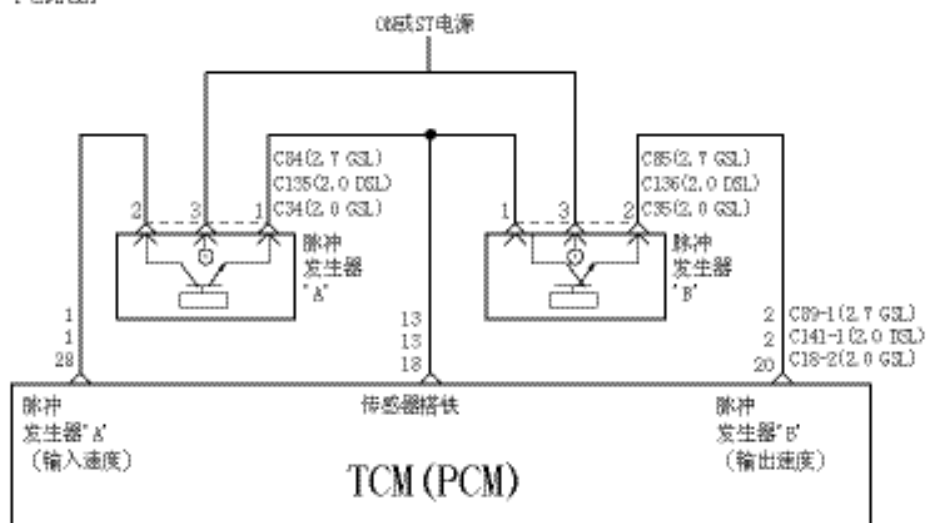 ON或ST电源
C84(2.7 GSL)
C135(2.0 DSL)
C34(2.0 GSL)
C85(2.7 GSL)
C136(2.0 DSL)
C35(2.0 GSL)
2 3 1
1 3 2
脉冲
发生器
"A"
脉冲
发生器
"B"
1
1
28
13
13
18
2 C89-1(2.7 GSL)
2 C141-1(2.0 DSL)
20 C18-2(2.0 GSL)
脉冲
发生器"A"
(输入速度)
传感器搭铁
脉冲
发生器"B"
(输出速度)
TCM(PCM)